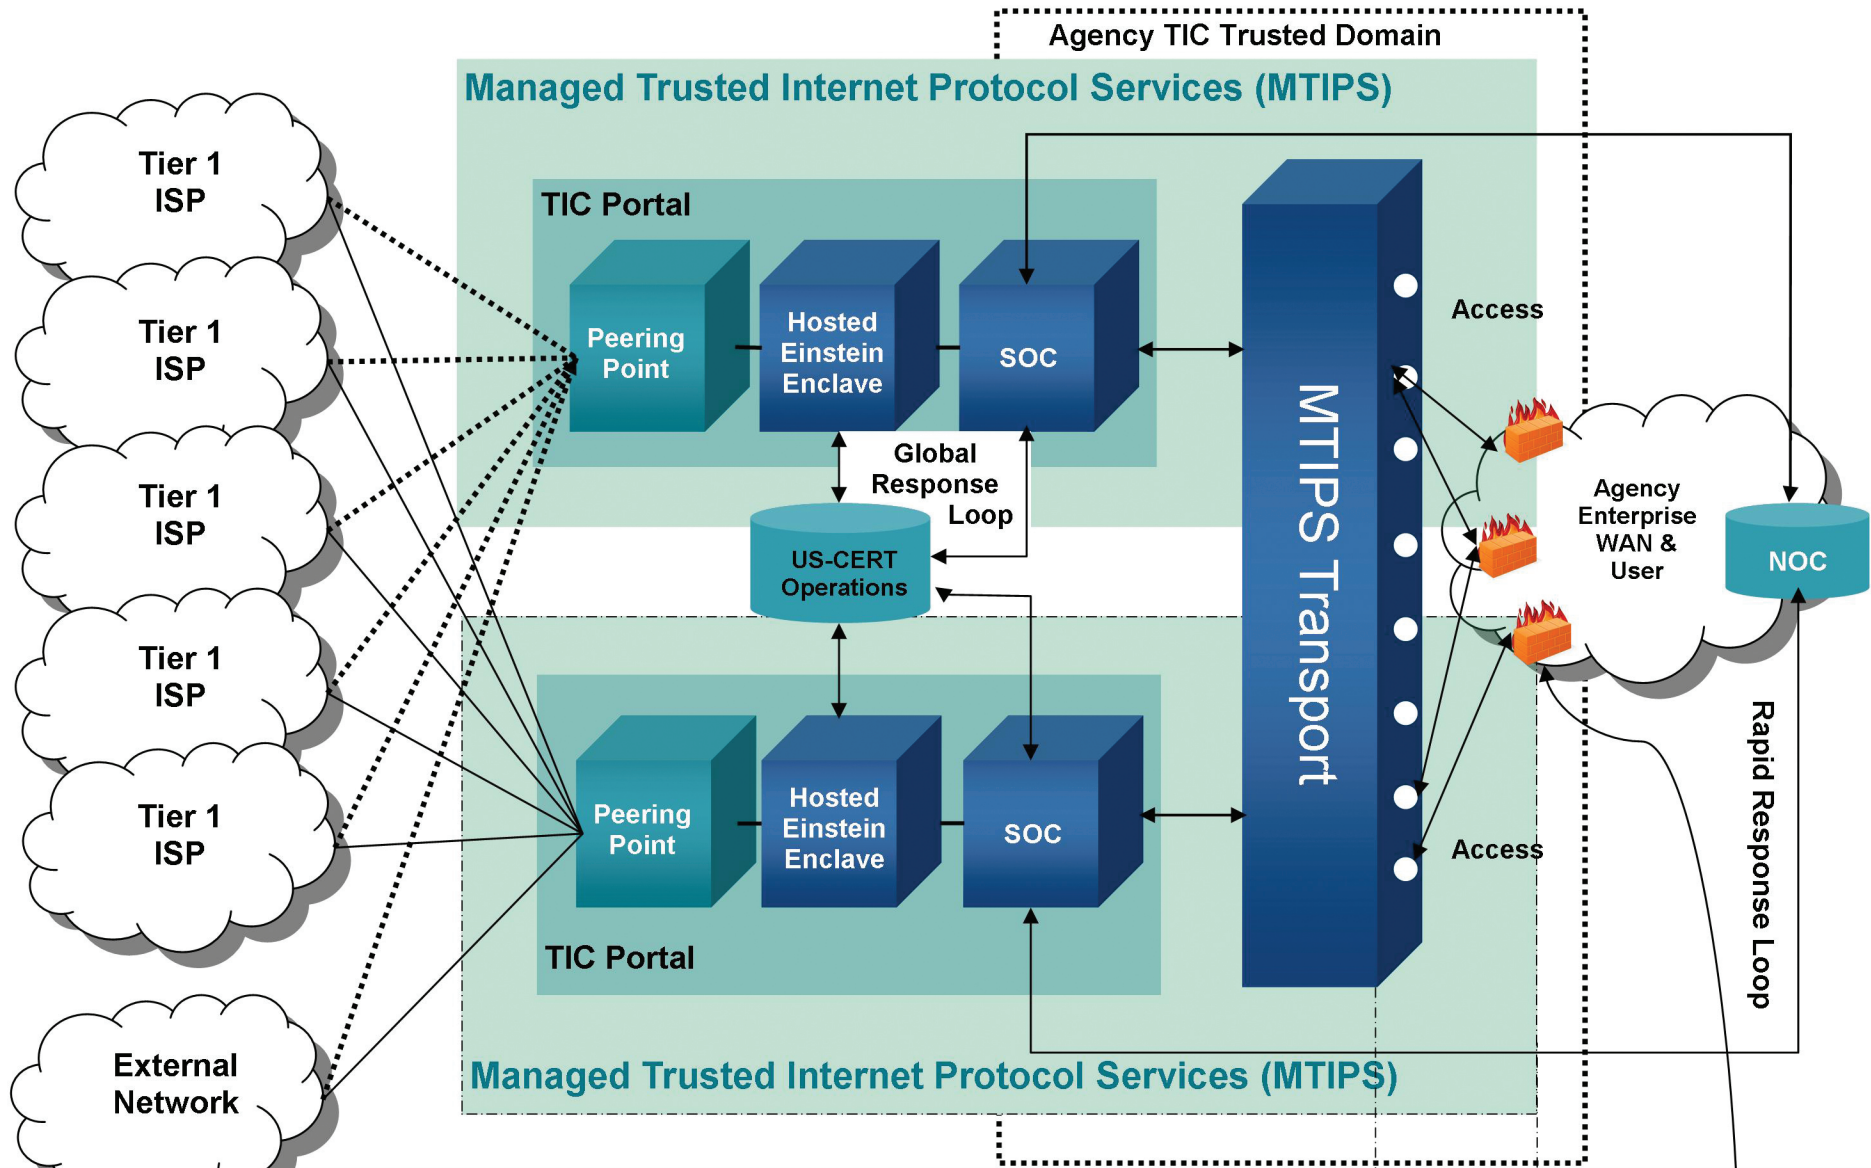 Agency TIC Trusted Domain
Managed Trusted Internet Protocol Services (MTIPS)
Tier 1
ISP
Tier 1
ISP
Tier 1
ISP
Tier 1
ISP
Tier 1
ISP
External
Network
TIC Portal
Peering
Point
Hosted
Einstein
Enclave
SOC
Global
Response
Loop
US-CERT
Operations
Peering
Point
Hosted
Einstein
Enclave
SOC
TIC Portal
Managed Trusted Internet Protocol Services (MTIPS)
MTIPS Transport
Access
Agency
Enterprise
WAN &
User
NOC
Access
Rapid Response Loop